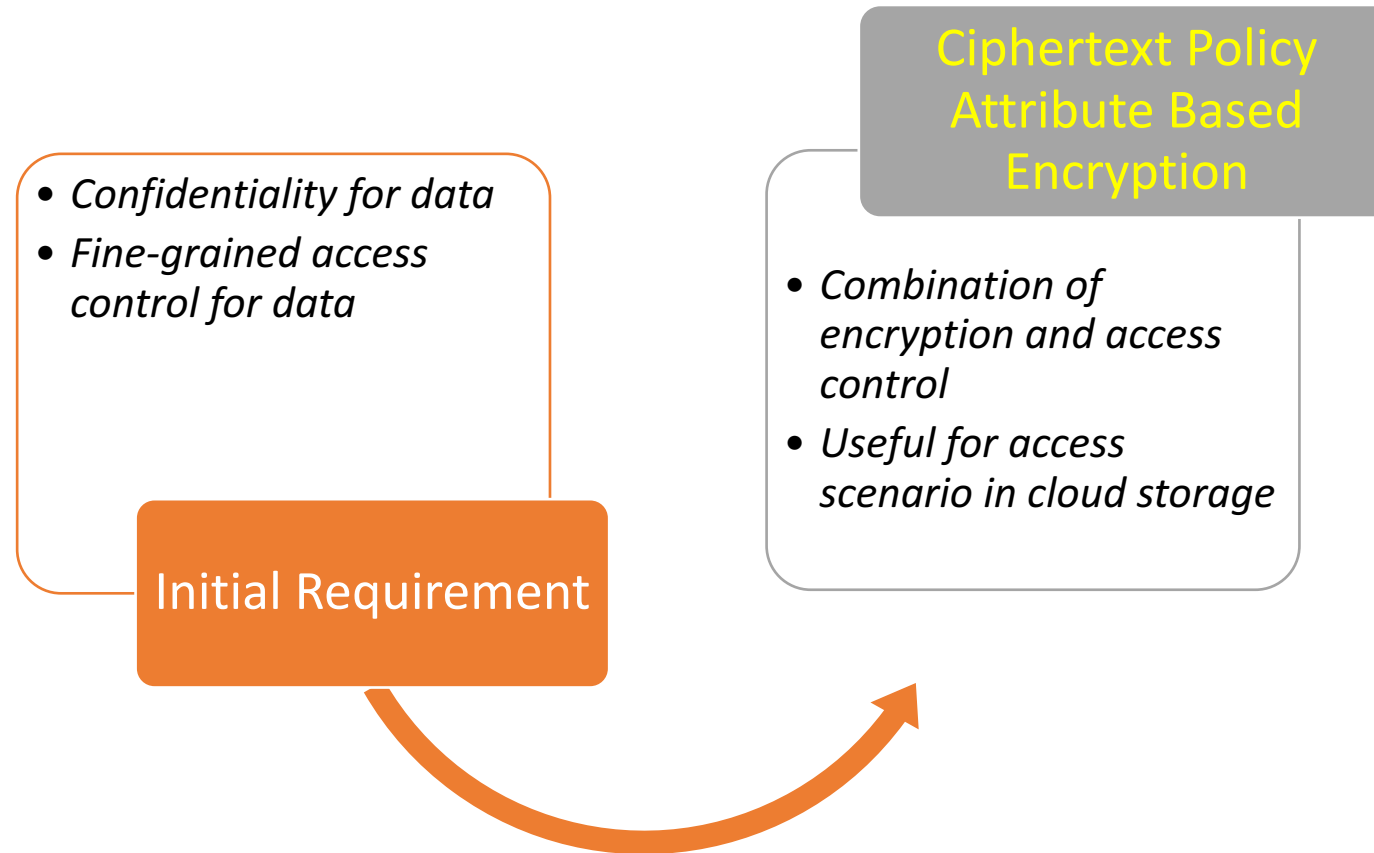 • Confidentiality for data
• Fine-grained access
control for data
Initial Requirement
Ciphertext Policy
Attribute Based
Encryption
• Combination of
encryption and access
control
• Useful for access
scenario in cloud storage